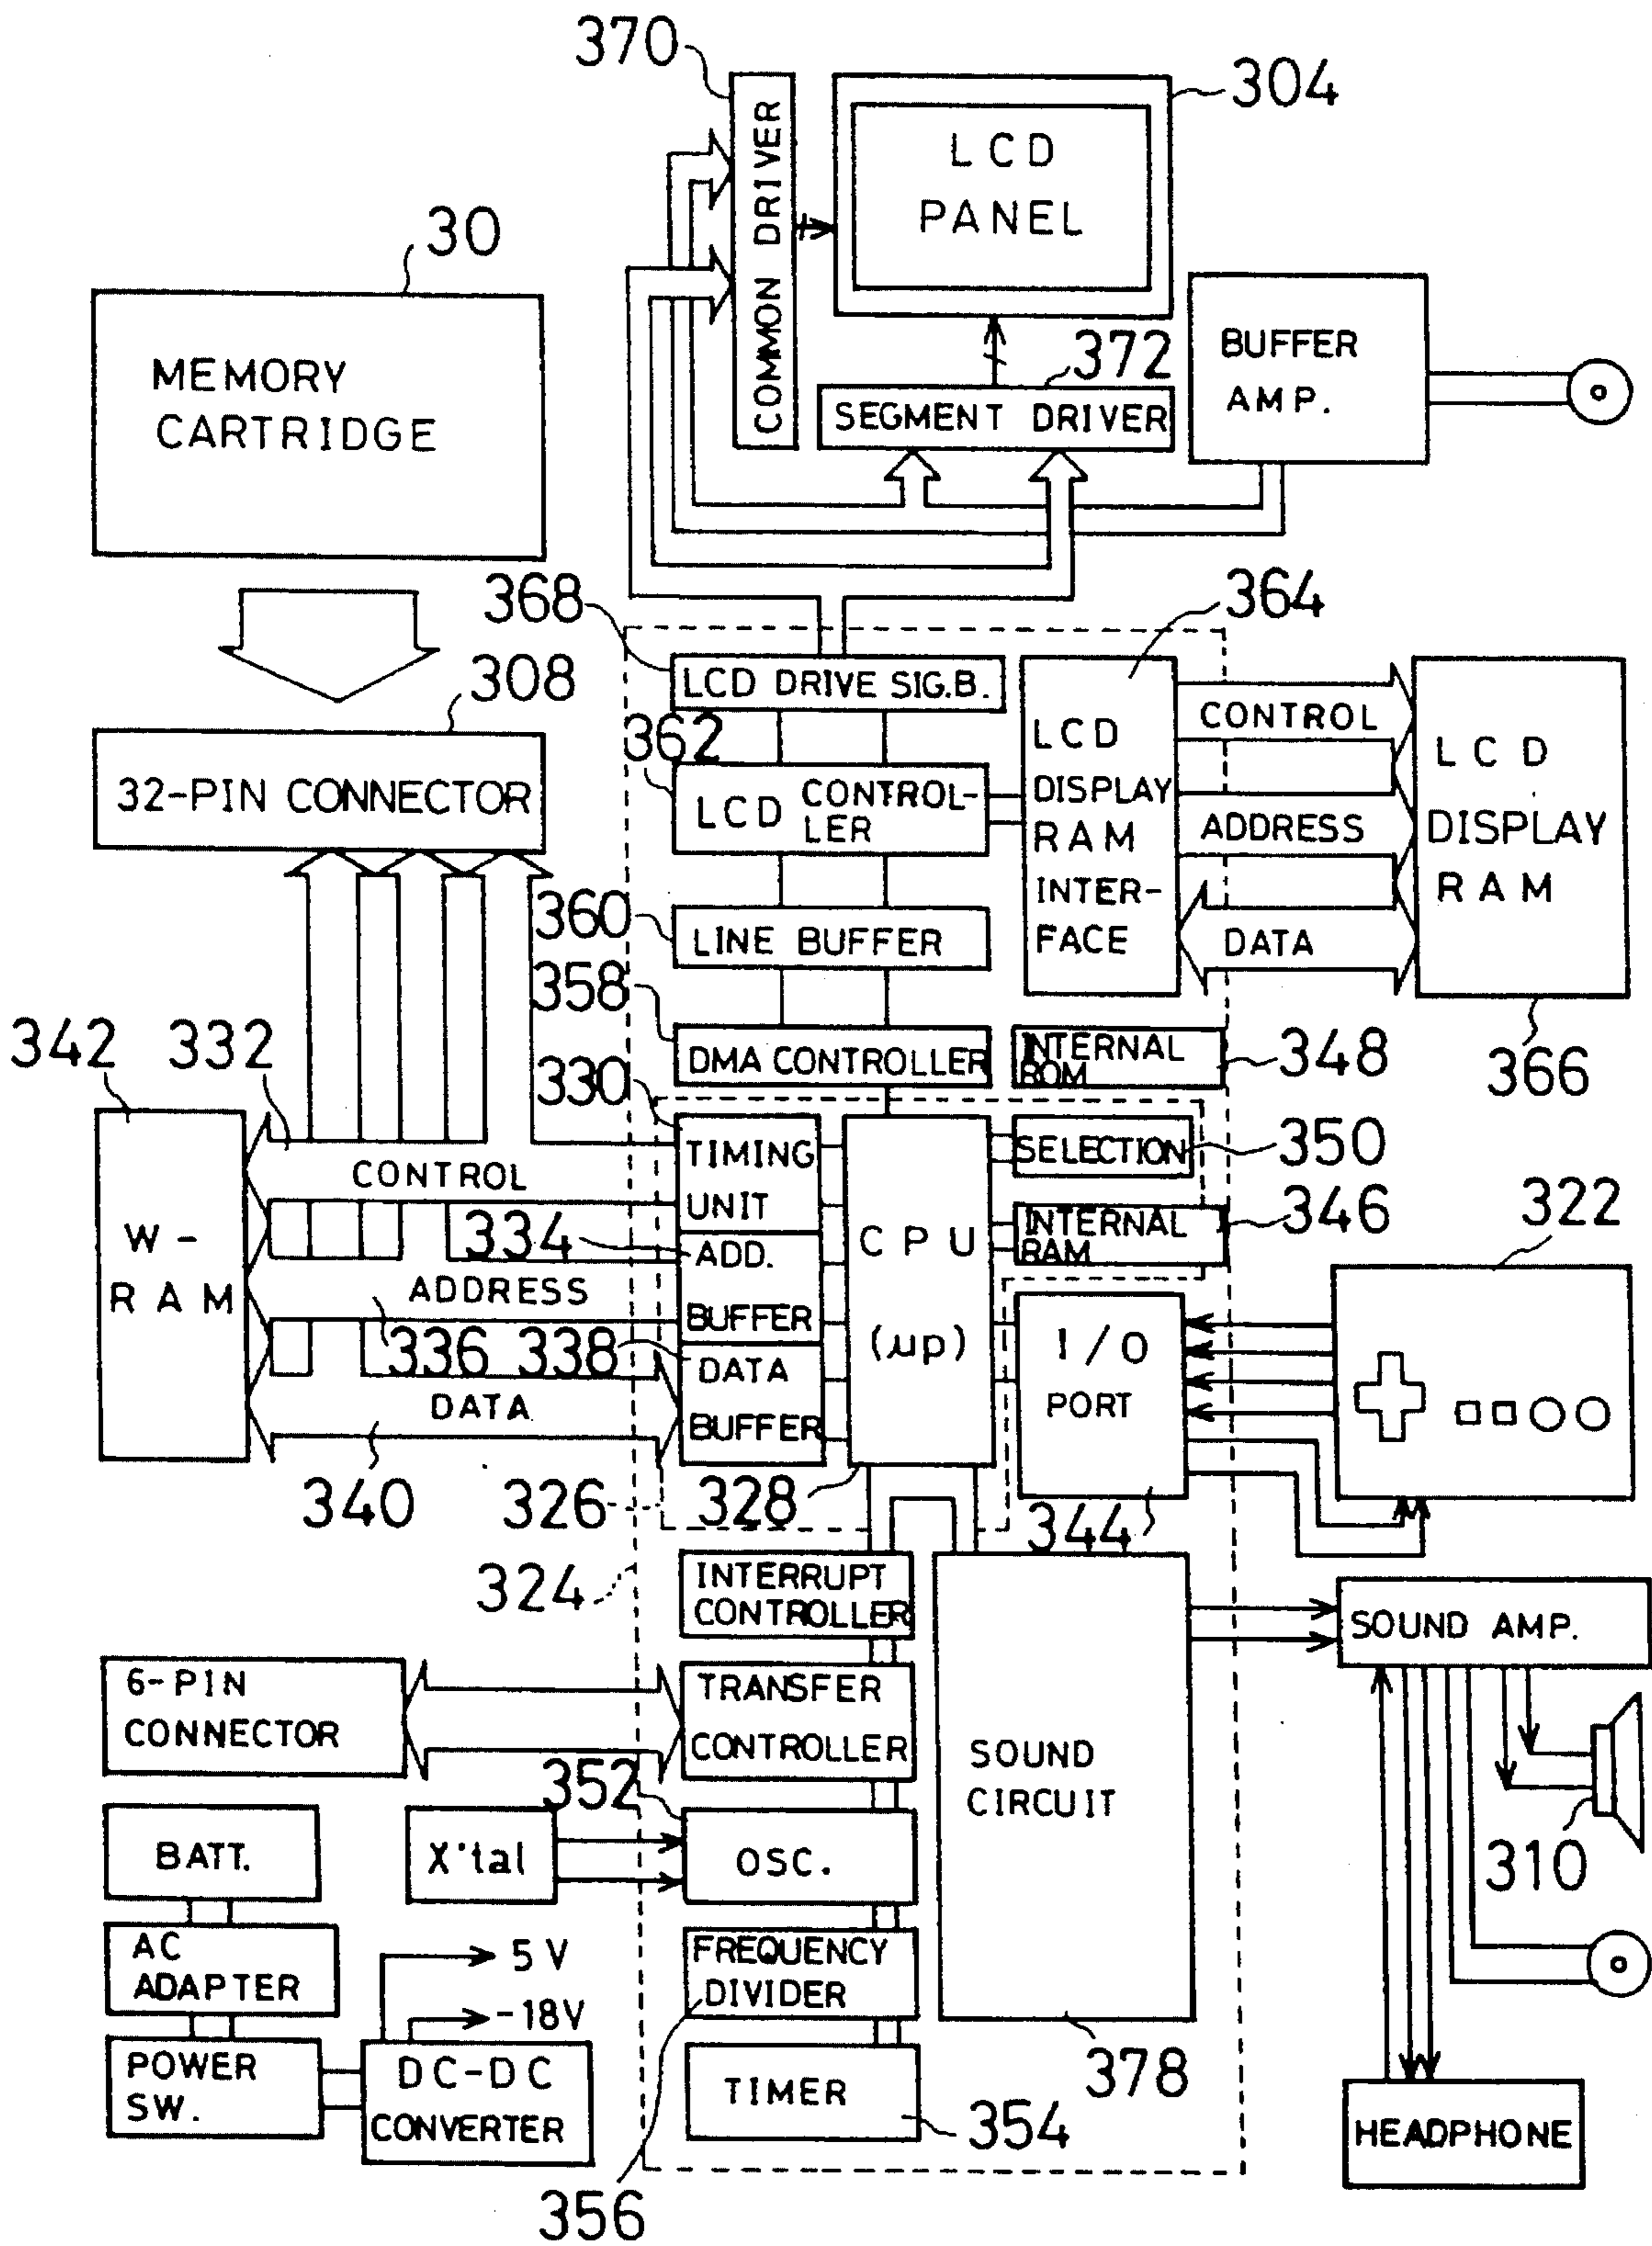 370
304
COMMON DRIVER
LCD
PANEL
30
MEMORY
CARTRIDGE
372
SEGMENT DRIVER
BUFFER
AMP.
368
364
LCD DRIVE SIG.B.
308
32-PIN CONNECTOR
362
LCD CONTROL-
LER
LCD
DISPLAY
RAM
INTER-
FACE
CONTROL
ADDRESS
DATA
LCD
DISPLAY
RAM
366
360
LINE BUFFER
358
DMA CONTROLLER
INTERNAL
ROM
348
342
332
330
TIMING
UNIT
CPU
(μp)
SELECTION
350
INTERNAL
RAM
346
322
W-
RAM
CONTROL
334
ADD.
BUFFER
ADDRESS
336
338
DATA
BUFFER
DATA
340
326
328
I/O
PORT
344
324
INTERRUPT
CONTROLLER
6-PIN
CONNECTOR
TRANSFER
CONTROLLER
SOUND
CIRCUIT
SOUND AMP.
310
352
BATT.
X'tal
OSC.
AC
ADAPTER
5V
-18V
FREQUENCY
DIVIDER
POWER
SW.
DC-DC
CONVERTER
TIMER
354
356
378
HEADPHONE